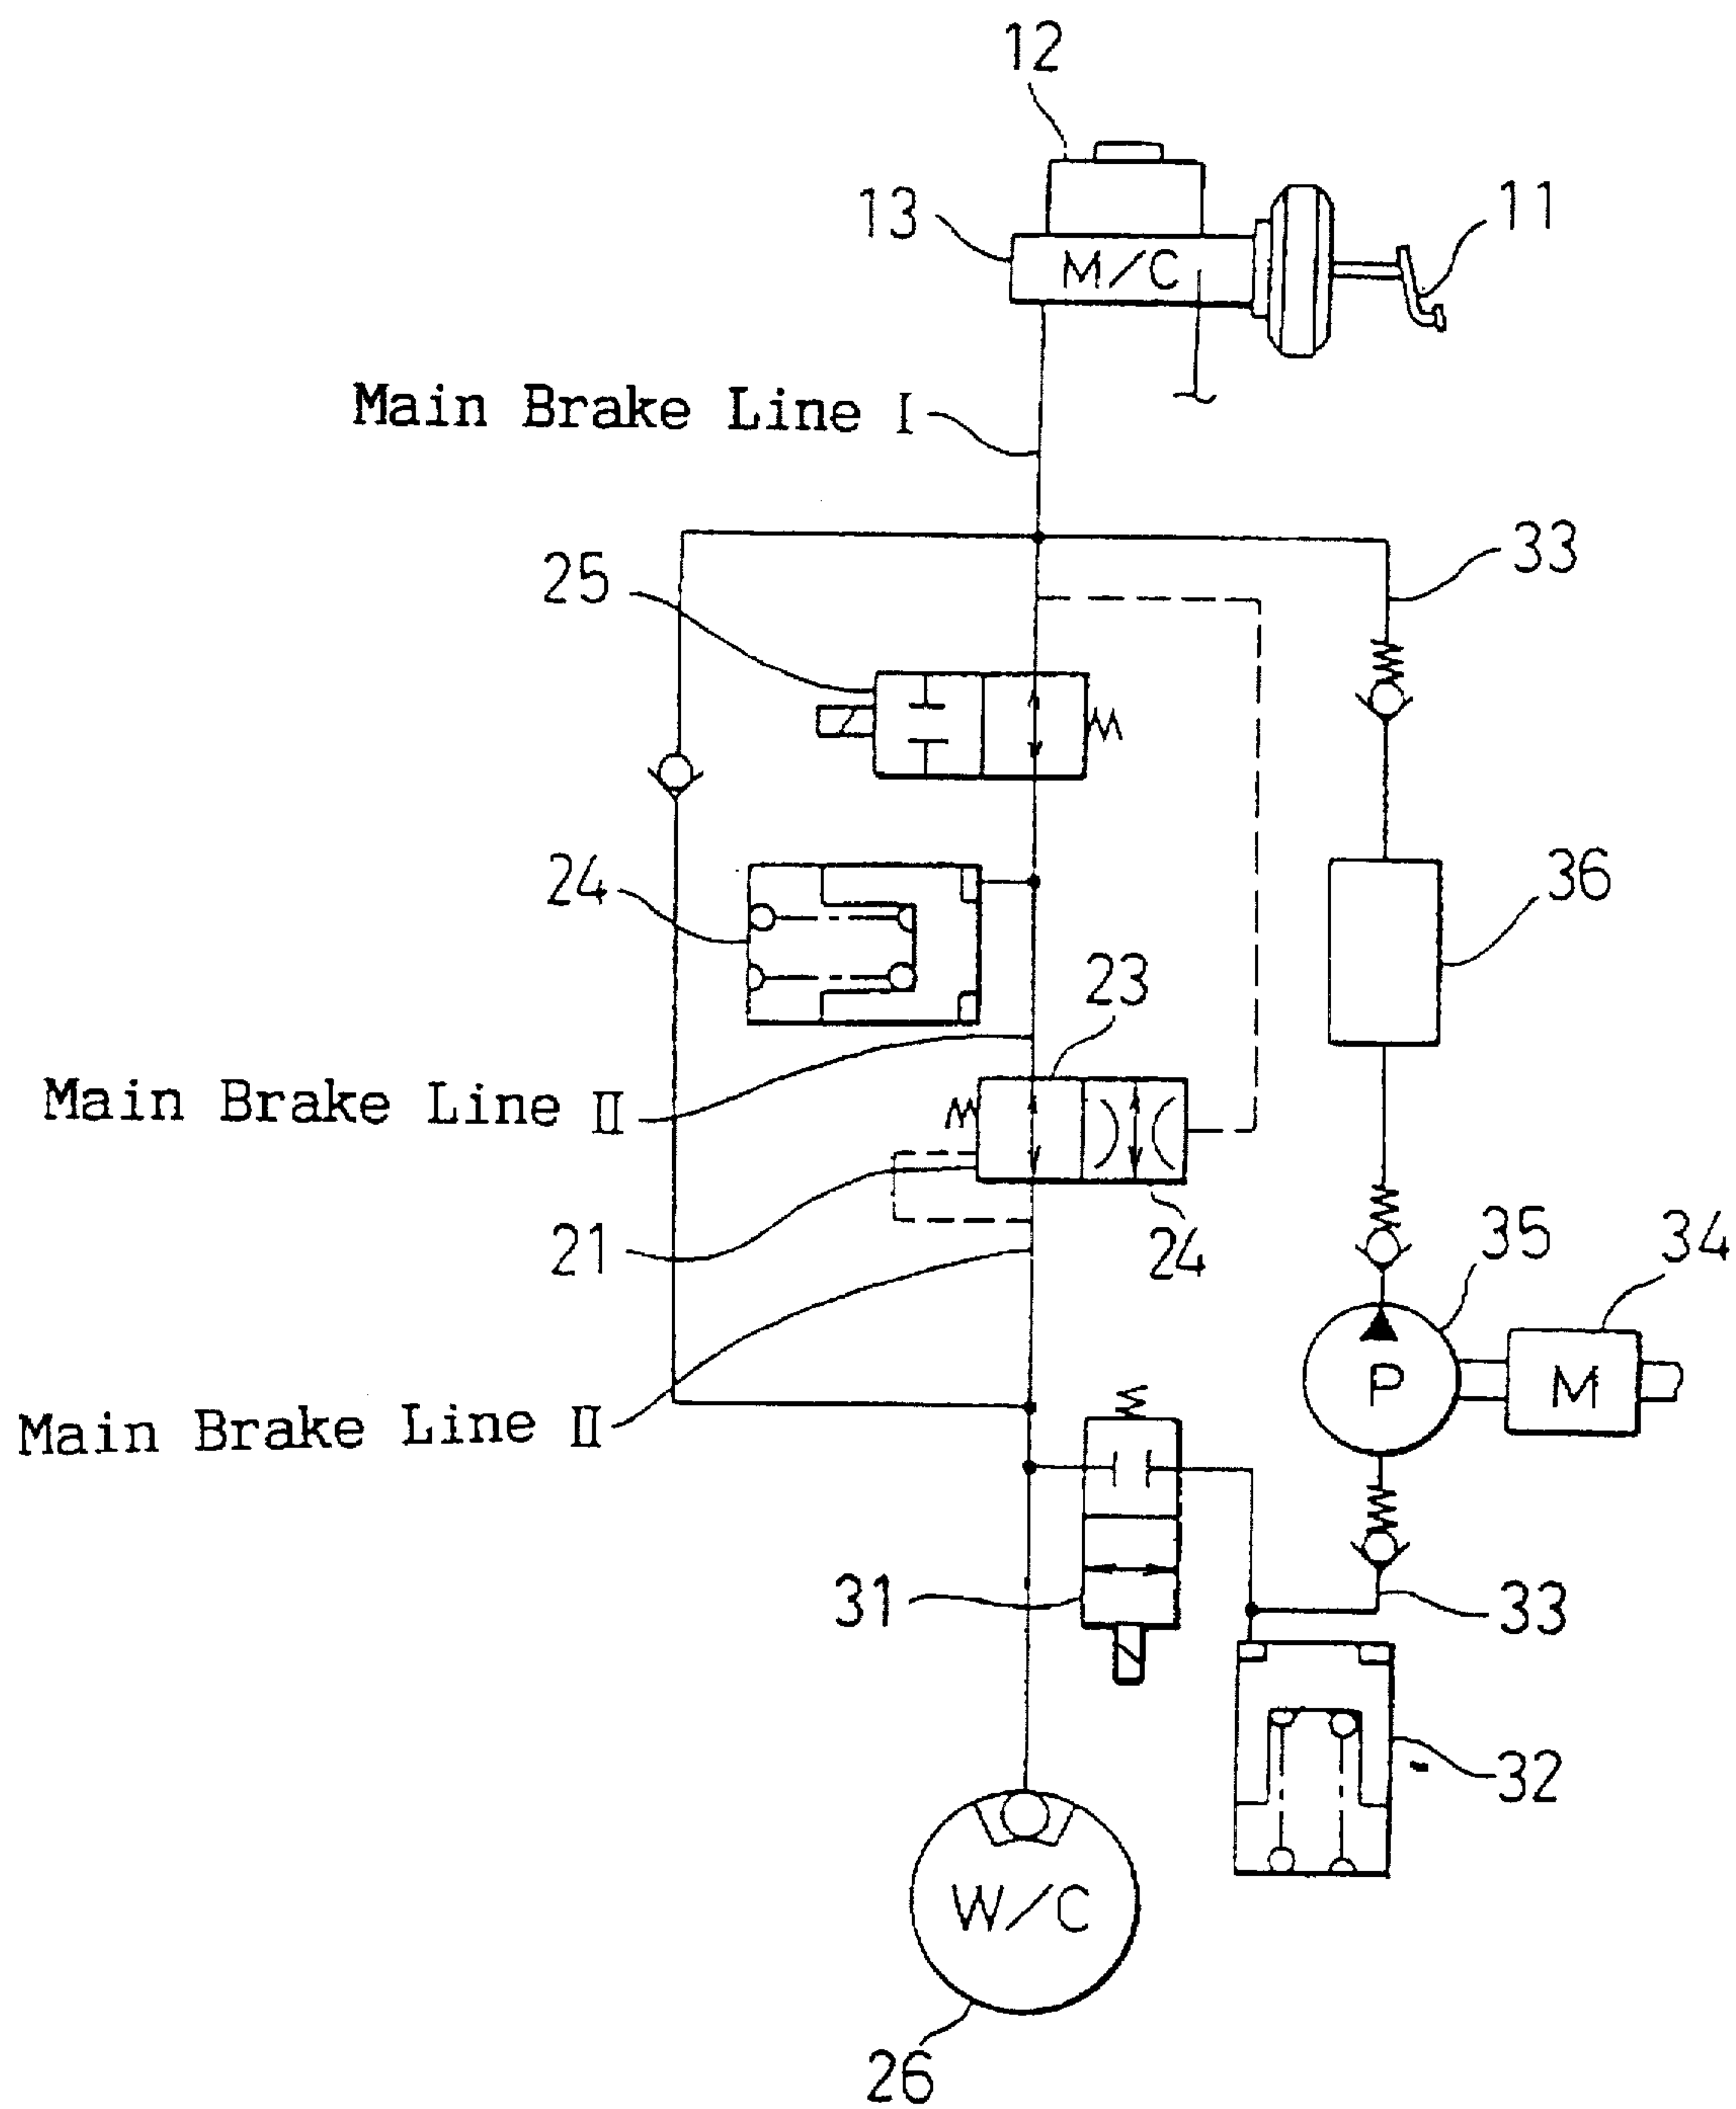 12
13
11
M/C
Main Brake Line I
33
25
24
36
23
Main Brake Line II
21
24
35
34
P
M
Main Brake Line II
31
33
32
W/C
26